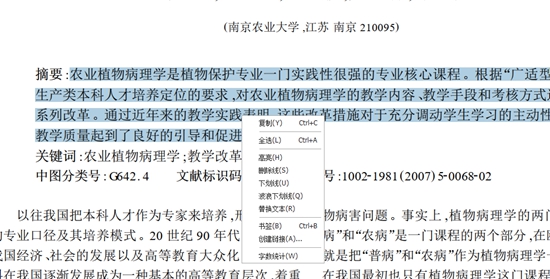 (南京农业大学,江苏 南京 210095)
摘要:农业植物病理学是植物保护专业一门实践性很强的专业核心课程。根据“广适型
生产类本科人才培养定位的要求,对农业植物病理学的教学内容、教学手段和考核方式进
系列改革。通过近年来的教学实践表明,这些改革措施对于充分调动学生学习的主动性
教学质量起到了良好的引导和促进
关键词:农业植物病理学;教学改革
中图分类号:G642.4 文献标识码
号:1002-1981(2007)5-0068-02
复制(Y) Ctrl+C
全选(L) Ctrl+A
高亮(H)
删除线(S)
下划线(U)
波浪下划线(Q)
替换文本(R)
书签(B) Ctrl+B
创建链接(A)...
字数统计(W)
以往我国把本科人才作为专家来培养,形
的专业口径及其培养模式。20 世纪 90 年代
国经济、社会的发展以及高等教育大众化
科在我国逐渐发展成为一种基本的高等教育层次,着重
物病害问题。事实上,植物病理学的两门
病”和“农病”是一门课程的两个部分,在欧
就是把“普病”和“农病”作为植物病理学
在我国最初也只有植物病理学这门课程